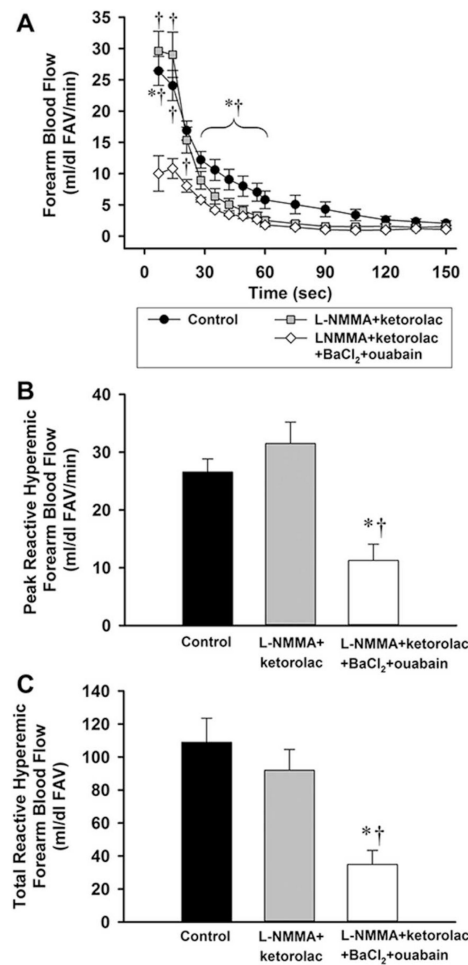 A
Forearm Blood Flow
(ml/dl FAV/min)
35
30
25
20
15
10
5
0
†
†
*†
†
†
*†
0
30
60
90
120
150
Time (sec)
Control
L-NMMA+ketorolac
LNMMA+ketorolac
+BaCl₂+ouabain
B
Peak Reactive Hyperemic
Forearm Blood Flow
(ml/dl FAV/min)
40
30
20
10
0
*†
Control
L-NMMA+
ketorolac
L-NMMA+ketorolac
+BaCl₂+ouabain
C
Total Reactive Hyperemic
Forearm Blood Flow
(ml/dl FAV)
140
120
100
80
60
40
20
0
*†
Control
L-NMMA+
ketorolac
L-NMMA+ketorolac
+BaCl₂+ouabain